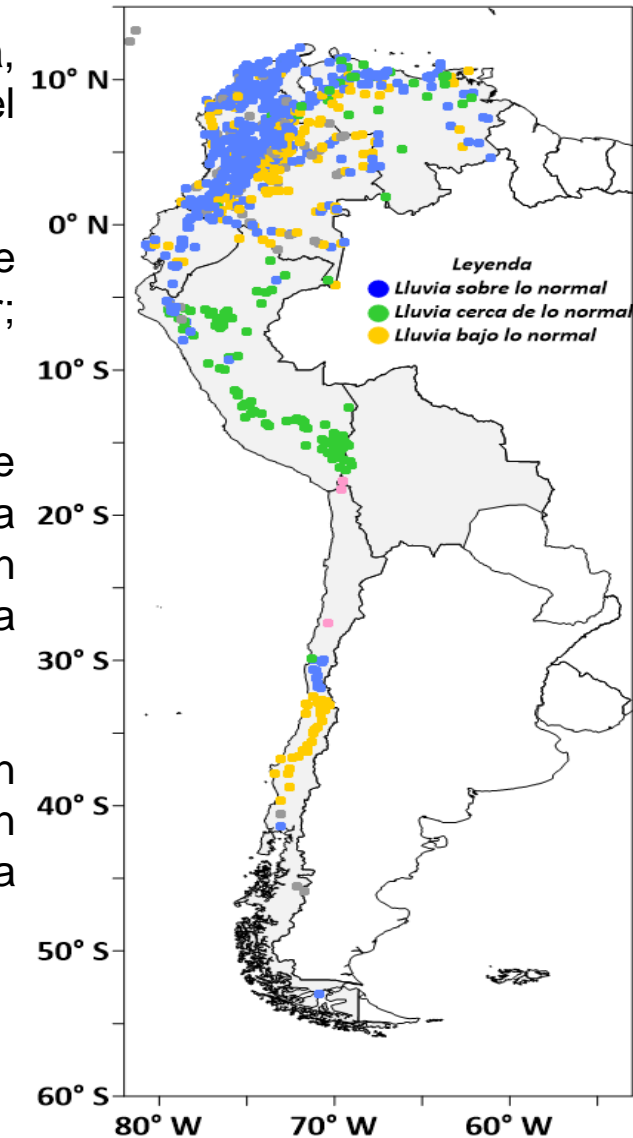 a,
el
e
;
e
a
n
a
n
n
a
10° N
0° N
10° S
20° S
30° S
40° S
50° S
60° S
80° W 70° W 60° W
Leyenda
Lluvia sobre lo normal
Lluvia cerca de lo normal
Lluvia bajo lo normal